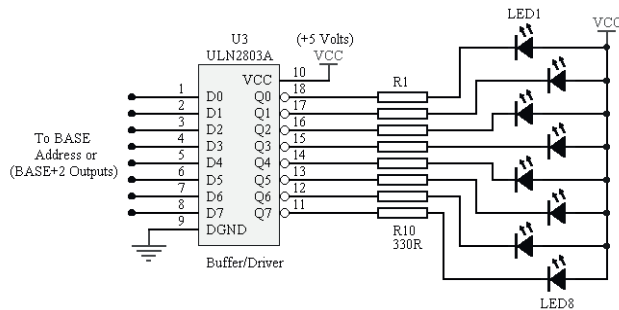 LED1
VCC
U3
ULN2803A
(+5 Volts)
VCC
VCC
10
R1
1 D0 Q0 18
2 D1 Q1 17
3 D2 Q2 16
4 D3 Q3 15
5 D4 Q4 14
6 D5 Q5 13
7 D6 Q6 12
8 D7 Q7 11
9 DGND
To BASE
Address or
(BASE+2 Outputs)
R10
330R
Buffer/Driver
LED8